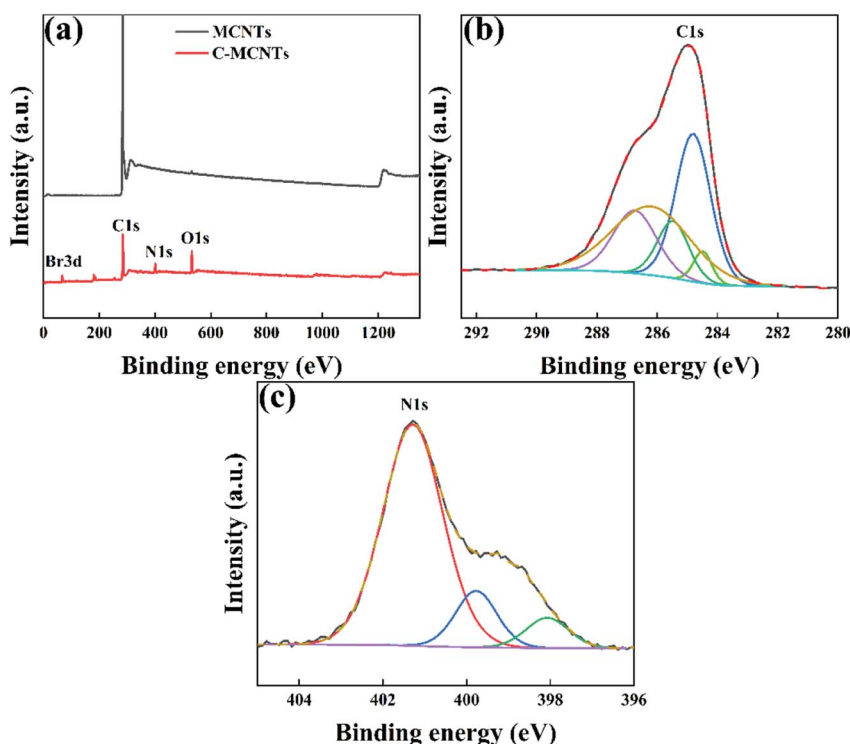 (a)
MCNTs
C-MCNTs
C1s
Br3d
N1s
O1s
Intensity (a.u.)
0 200 400 600 800 1000 1200
Binding energy (eV)
(b)
C1s
Intensity (a.u.)
292 290 288 286 284 282 280
Binding energy (eV)
(c)
N1s
Intensity (a.u.)
404 402 400 398 396
Binding energy (eV)